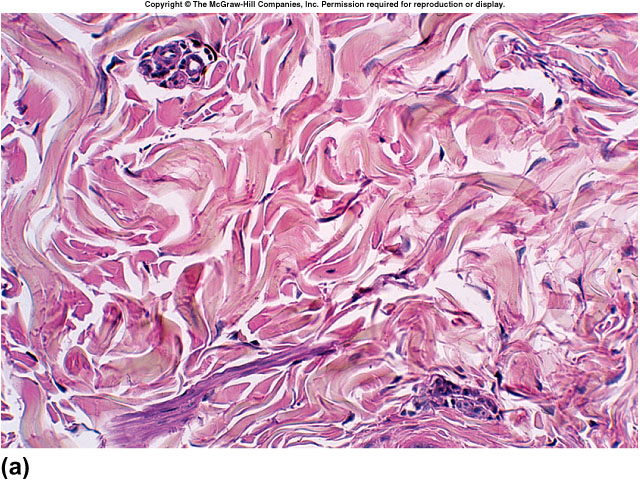 Copyright © The McGraw-Hill Companies, Inc. Permission required for reproduction or display.
(a)